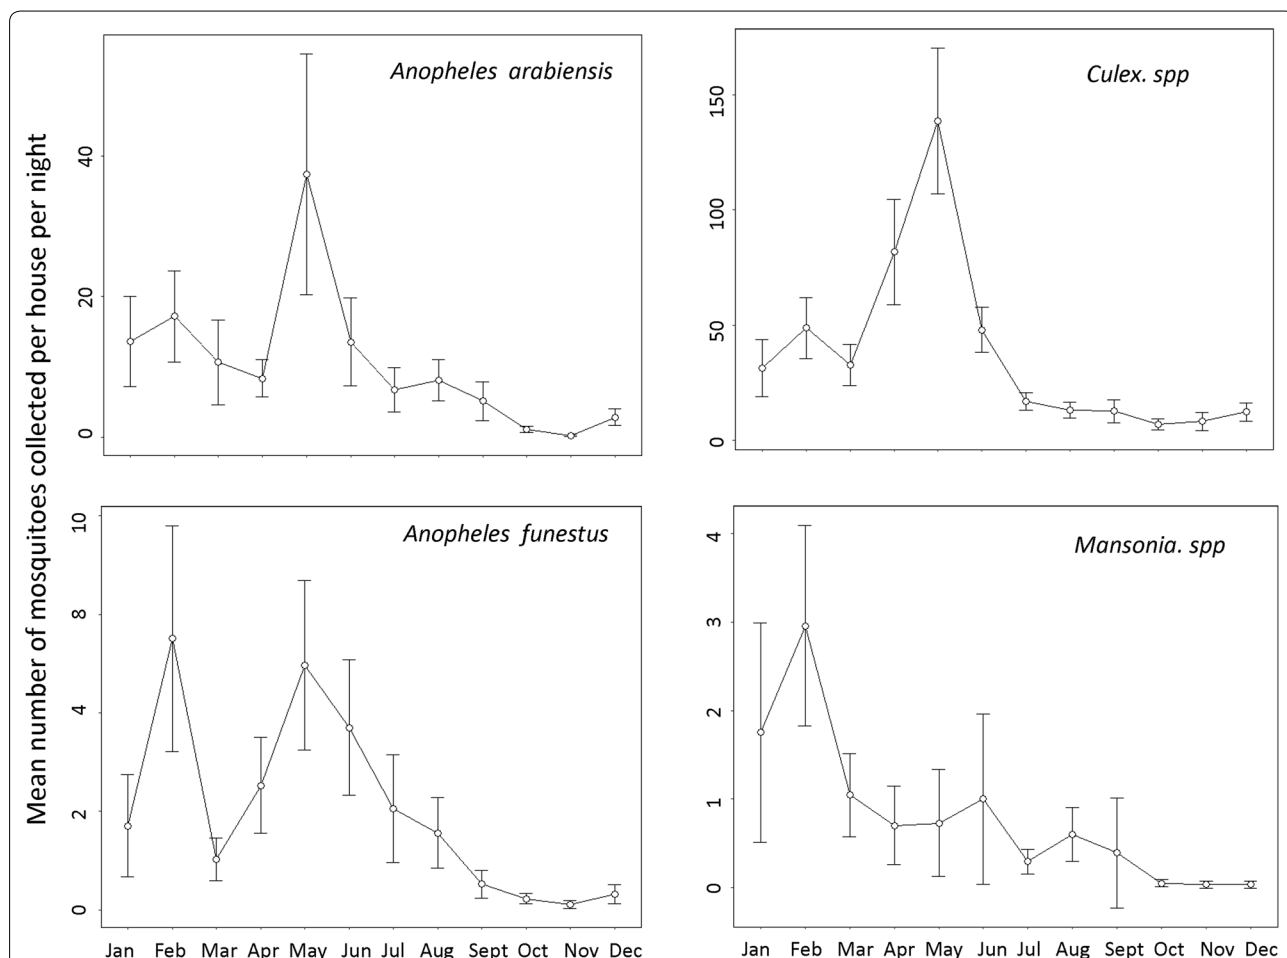 Mean number of mosquitoes collected per house per night
Anopheles arabiensis
40
20
0
Culex. spp
150
100
50
0
Anopheles funestus
10
8
4
2
0
Jan Feb Mar Apr May Jun Jul Aug Sept Oct Nov Dec
Mansonia. spp
4
3
2
1
0
Jan Feb Mar Apr May Jun Jul Aug Sept Oct Nov Dec